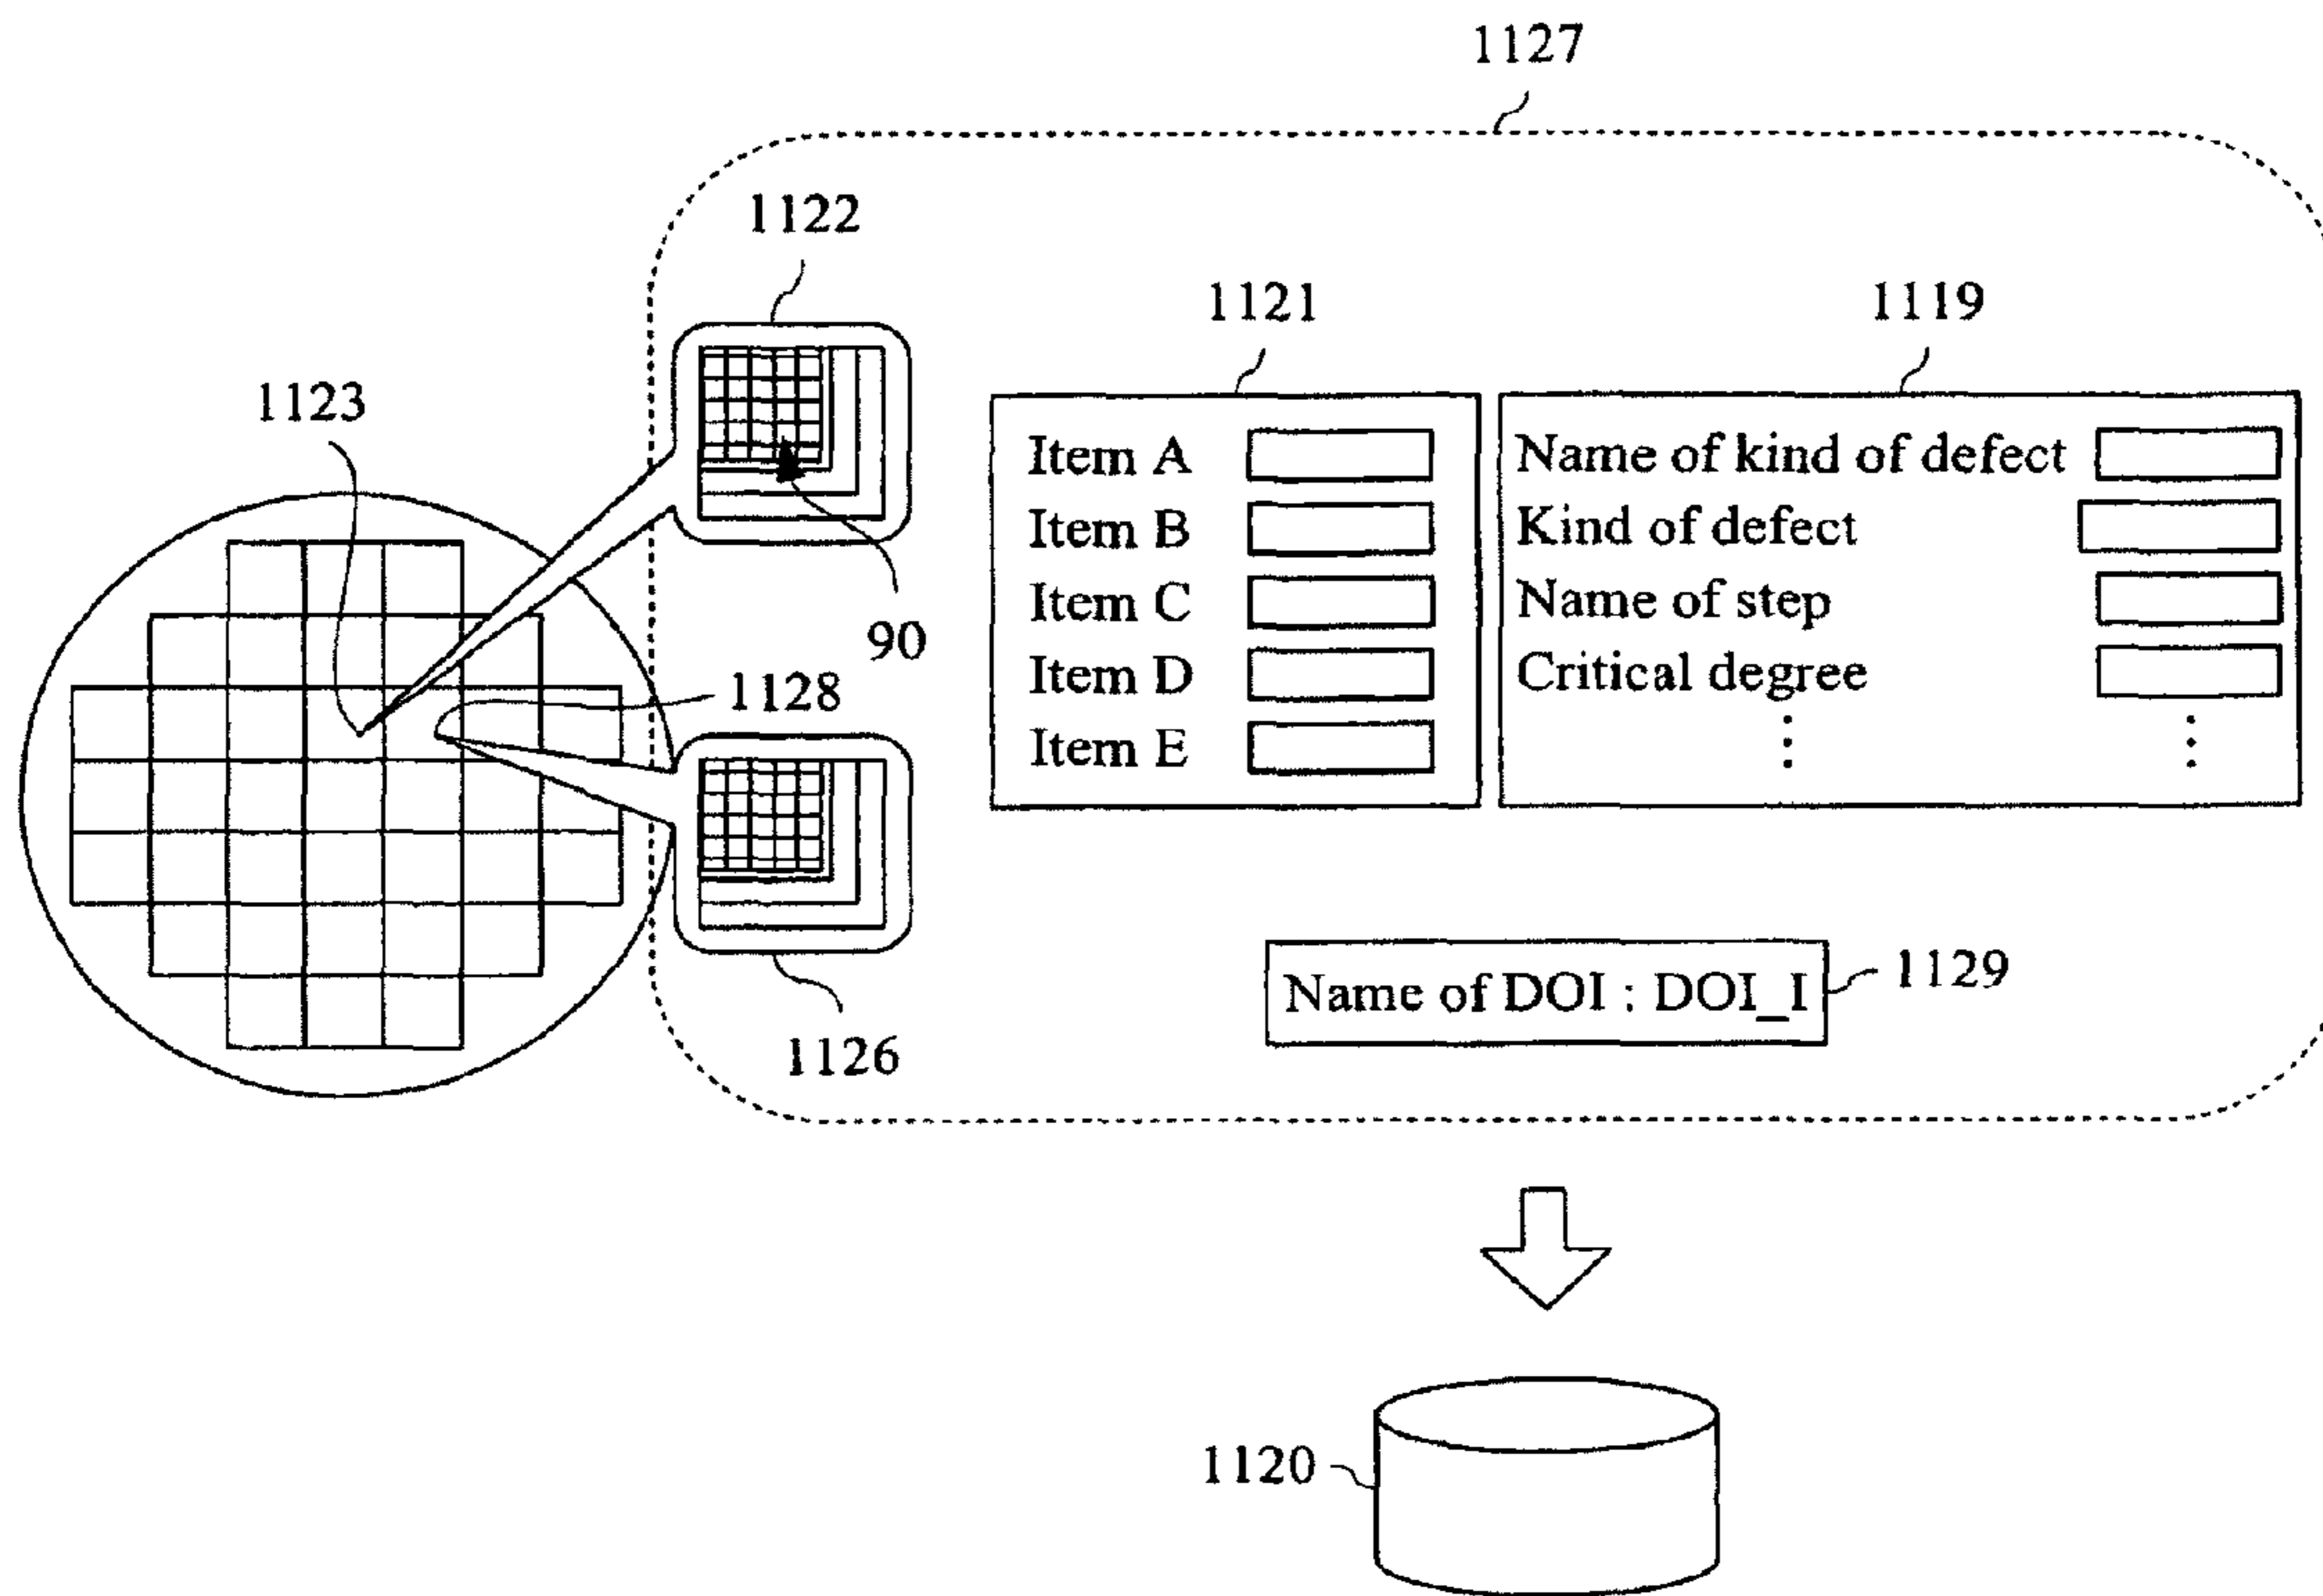 1127
1122
1121
1119
1123
Item A
Name of kind of defect
Item B
Kind of defect
90
Item C
Name of step
1128
Item D
Critical degree
Item E
1126
Name of DOI : DOI_I
1129
1120